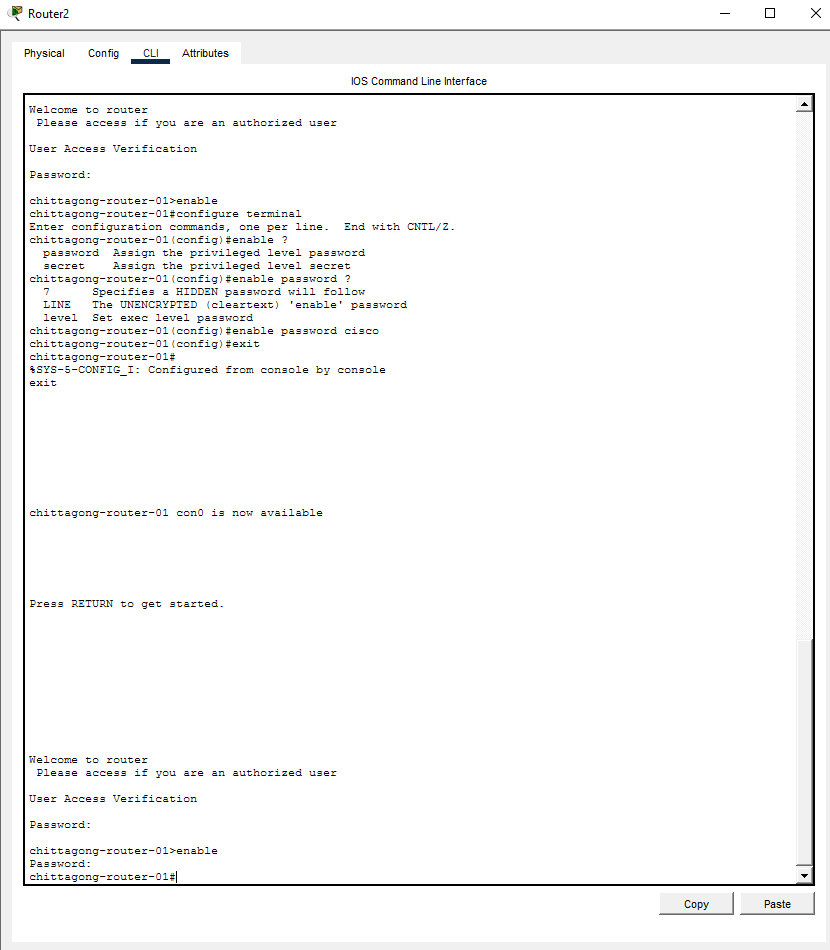 Router2
Physical Config CLI Attributes
IOS Command Line Interface
Welcome to router
 Please access if you are an authorized user
User Access Verification
Password:
chittagong-router-01>enable
chittagong-router-01#configure terminal
Enter configuration commands, one per line.  End with CNTL/Z.
chittagong-router-01(config)#enable ?
  password  Assign the privileged level password
  secret    Assign the privileged level secret
chittagong-router-01(config)#enable password ?
  7      Specifies a HIDDEN password will follow
  LINE   The UNENCRYPTED (cleartext) 'enable' password
  level  Set exec level password
chittagong-router-01(config)#enable password cisco
chittagong-router-01(config)#exit
chittagong-router-01#
%SYS-5-CONFIG_I: Configured from console by console
exit
chittagong-router-01 con0 is now available
Press RETURN to get started.
Welcome to router
 Please access if you are an authorized user
User Access Verification
Password:
chittagong-router-01>enable
Password:
chittagong-router-01#
Copy Paste